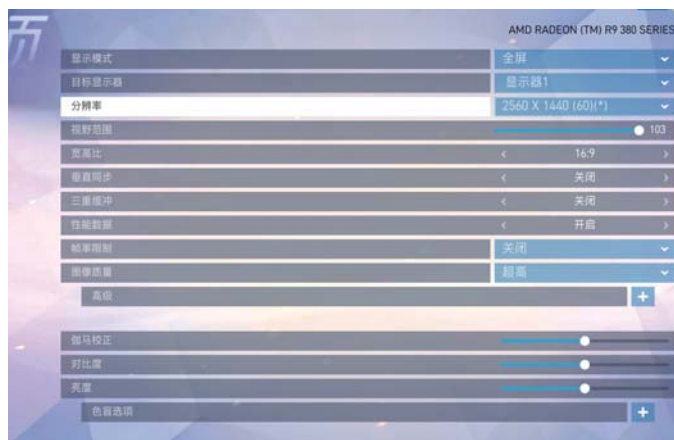 页
AMD RADEON (TM) R9 380 SERIES
显示模式 全屏
目标显示器 显示器1
分辨率 2560 X 1440 (60)(*)
视野范围 103
宽高比 16:9
垂直同步 关闭
三重缓冲 关闭
性能数据 开启
帧率限制 关闭
图像质量 超高
高级
伽马校正
对比度
亮度
色盲选项